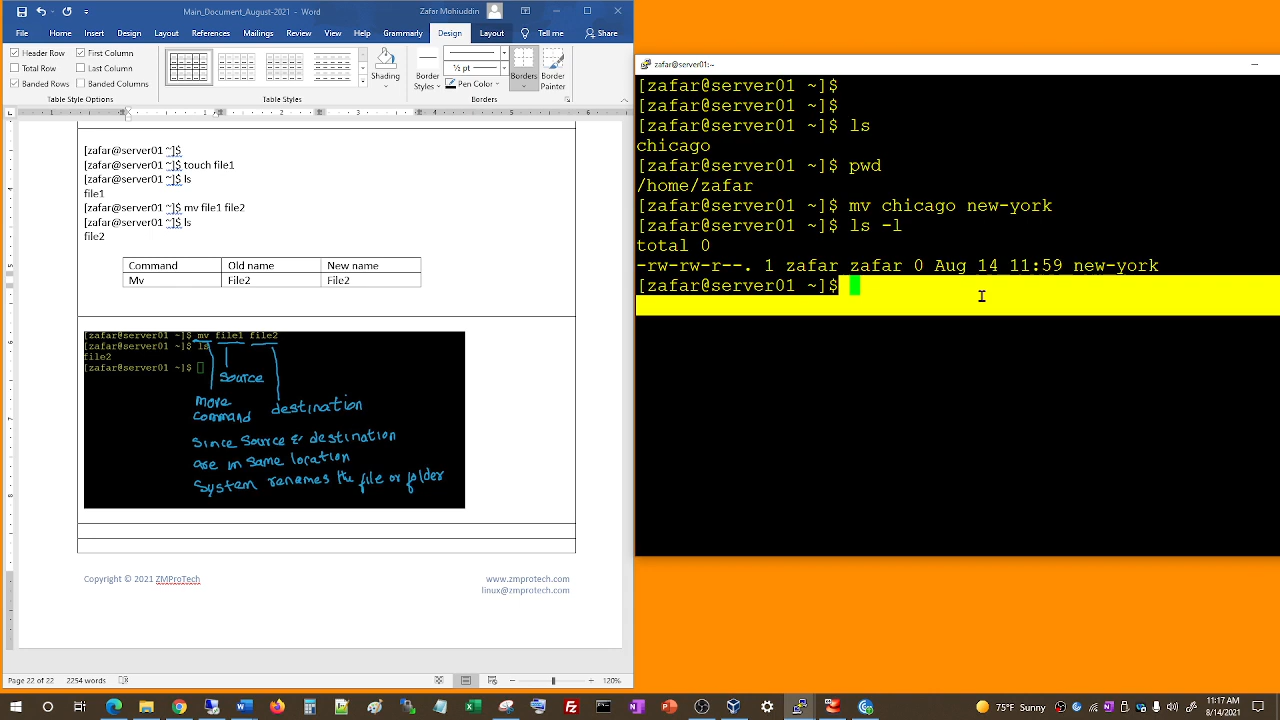 Main_Document_August-2021 - Word
Zafar Mohiuddin
File Home Insert Draw Design Layout References Mailings Review View Help Grammarly Design Layout Tell me Share
Header Row First Column
Total Row Last Column
Banded Rows Banded Columns
Shading
Border Styles
½ pt
Pen Color
Borders
Border Painter
Table Style Options Table Styles Borders
[zafar@server01 ~]$
[zafar@server01 ~]$ touch file1
[zafar@server01 ~]$ ls
file1
[zafar@server01 ~]$ mv file1 file2
[zafar@server01 ~]$ ls
file2
Command Old name New name
Mv File2 File2
[zafar@server01 ~]$ mv file1 file2
[zafar@server01 ~]$ ls
file2
[zafar@server01 ~]$
Source
move command
destination
Since Source & destination
are in same location
System renames the file or folder
Copyright © 2021 ZMProTech www.zmprotech.com
linux@zmprotech.com
Page 22 of 22 2254 words 120%
zafar@server01:~
[zafar@server01 ~]$
[zafar@server01 ~]$
[zafar@server01 ~]$ ls
chicago
[zafar@server01 ~]$ pwd
/home/zafar
[zafar@server01 ~]$ mv chicago new-york
[zafar@server01 ~]$ ls -l
total 0
-rw-rw-r--. 1 zafar zafar 0 Aug 14 11:59 new-york
[zafar@server01 ~]$
75°F Sunny
11:17 AM
8/14/2021